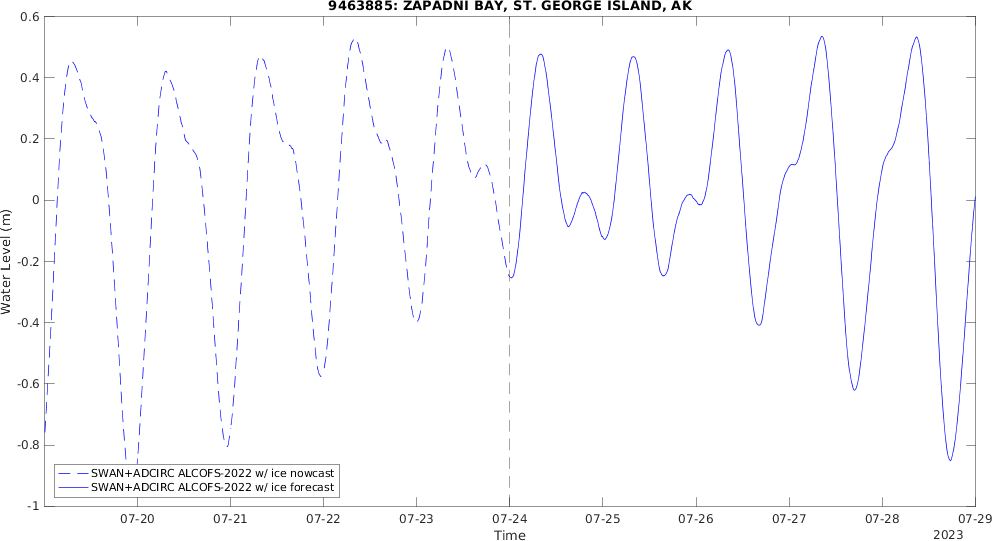 9463885: ZAPADNI BAY, ST. GEORGE ISLAND, AK
0.6
0.4
0.2
0
-0.2
-0.4
-0.6
-0.8
-1
Water Level (m)
SWAN+ADCIRC ALCOFS-2022 w/ ice nowcast
SWAN+ADCIRC ALCOFS-2022 w/ ice forecast
07-20 07-21 07-22 07-23 07-24 07-25 07-26 07-27 07-28 07-29
Time
2023